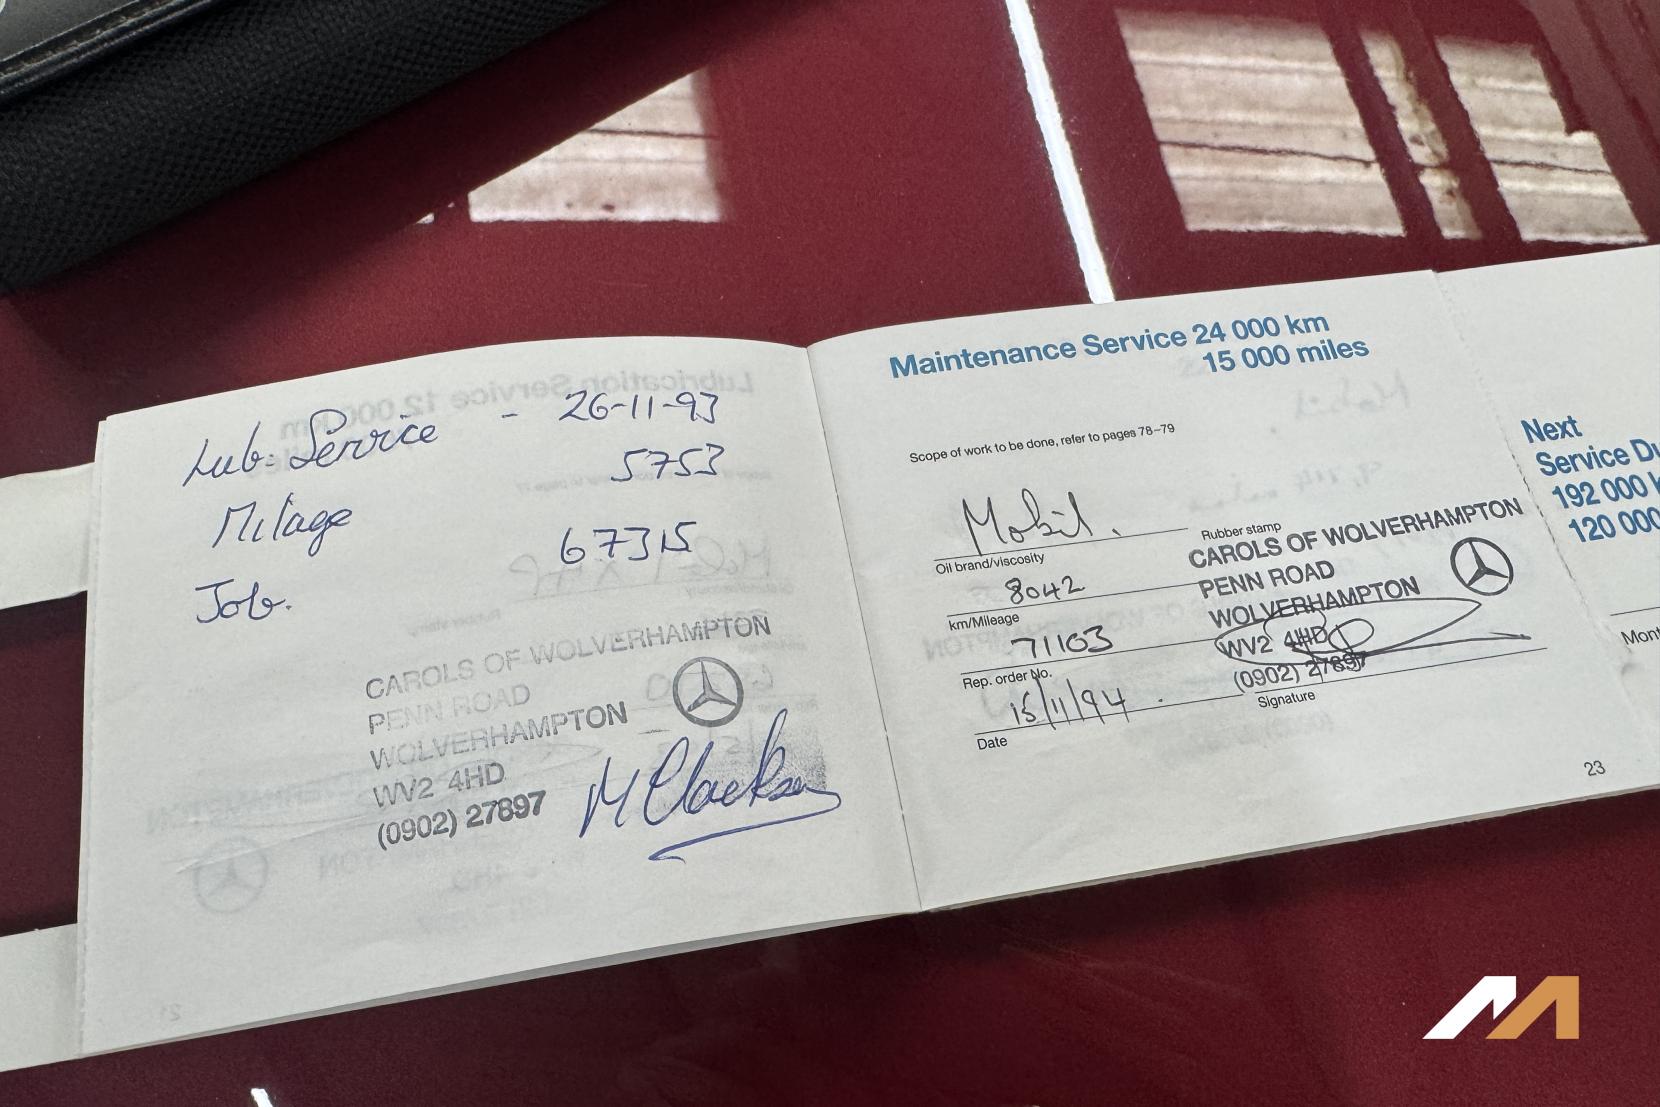 Lub. Service - 26-11-93
Milage 5753
Job. 67315
CAROLS OF WOLVERHAMPTON
PENN ROAD
WOLVERHAMPTON
WV2 4HD
(0902) 27897
Maintenance Service 24 000 km
15 000 miles
Scope of work to be done, refer to pages 78–79
Mobil.
Oil brand/viscosity
8042
km/Mileage
71103
Rep. order No.
15/11/94
Date
Rubber stamp
CAROLS OF WOLVERHAMPTON
PENN ROAD
WOLVERHAMPTON
WV2 4HD
(0902) 27897
Signature
23
Next
Service Du
192 000 k
120 000
Mont